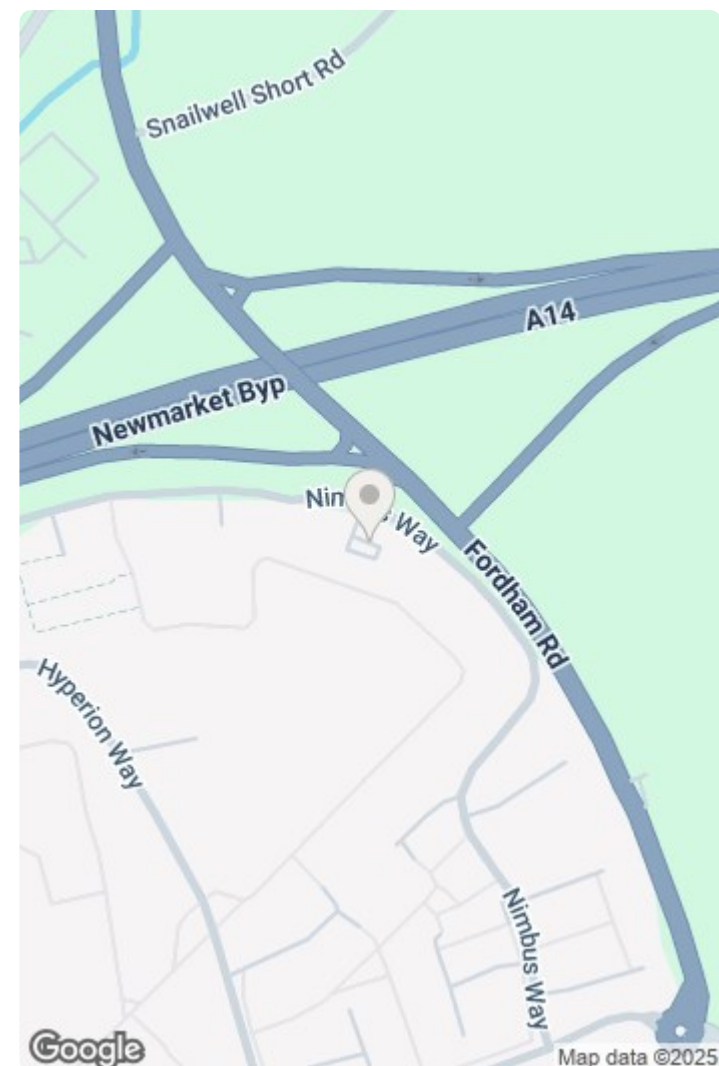 Snailwell Short Rd
A14
Newmarket Byp
Way
Fordham Rd
Hyperion Way
Nimbus Way
Google
Map data ©2025